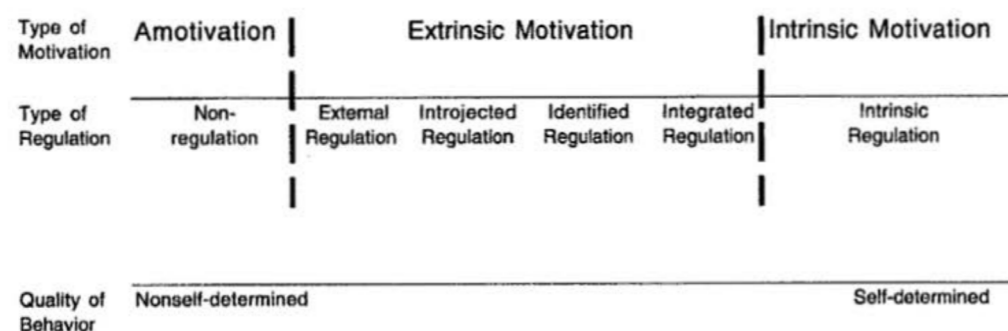 Type of Motivation
Amotivation
Extrinsic Motivation
Intrinsic Motivation
Type of Regulation
Non-regulation
External Regulation
Introjected Regulation
Identified Regulation
Integrated Regulation
Intrinsic Regulation
Quality of Behavior
Nonself-determined
Self-determined